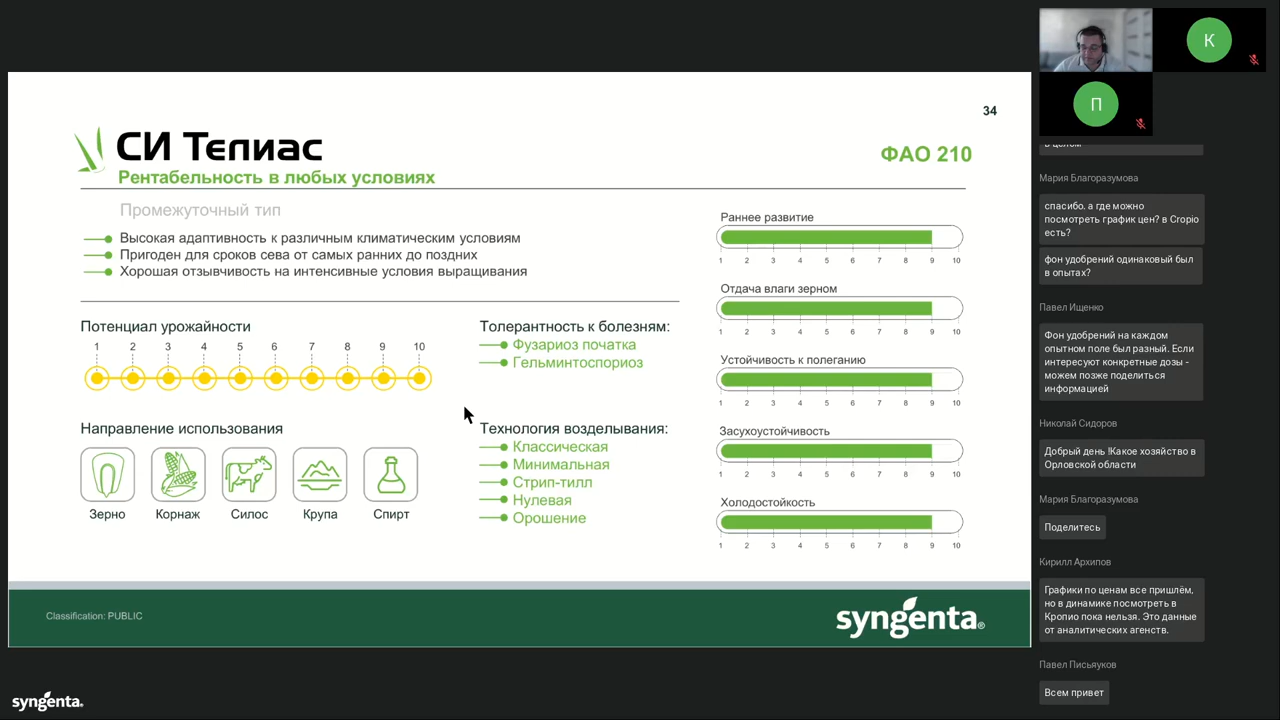 34
СИ Телиас
Рентабельность в любых условиях
ФАО 210
Промежуточный тип
Высокая адаптивность к различным климатическим условиям
Пригоден для сроков сева от самых ранних до поздних
Хорошая отзывчивость на интенсивные условия выращивания
Потенциал урожайности
1 2 3 4 5 6 7 8 9 10
Направление использования
Зерно Корнаж Силос Крупа Спирт
Толерантность к болезням:
Фузариоз початка
Гельминтоспориоз
Технология возделывания:
Классическая
Минимальная
Стрип-тилл
Нулевая
Орошение
Раннее развитие
1 2 3 4 5 6 7 8 9 10
Отдача влаги зерном
1 2 3 4 5 6 7 8 9 10
Устойчивость к полеганию
1 2 3 4 5 6 7 8 9 10
Засухоустойчивость
1 2 3 4 5 6 7 8 9 10
Холодостойкость
1 2 3 4 5 6 7 8 9 10
Classification: PUBLIC
syngenta®
syngenta.
К
П
в целом
Мария Благоразумова
спасибо. а где можно
посмотреть график цен? в Cropio
есть?
фон удобрений одинаковый был
в опытах?
Павел Ищенко
Фон удобрений на каждом
опытном поле был разный. Если
интересуют конкретные дозы -
можем позже поделиться
информацией
Николай Сидоров
Добрый день !Какое хозяйство в
Орловской области
Мария Благоразумова
Поделитесь
Кирилл Архипов
Графики по ценам все пришлём,
но в динамике посмотреть в
Кропио пока нельзя. Это данные
от аналитических агенств.
Павел Письяуков
Всем привет